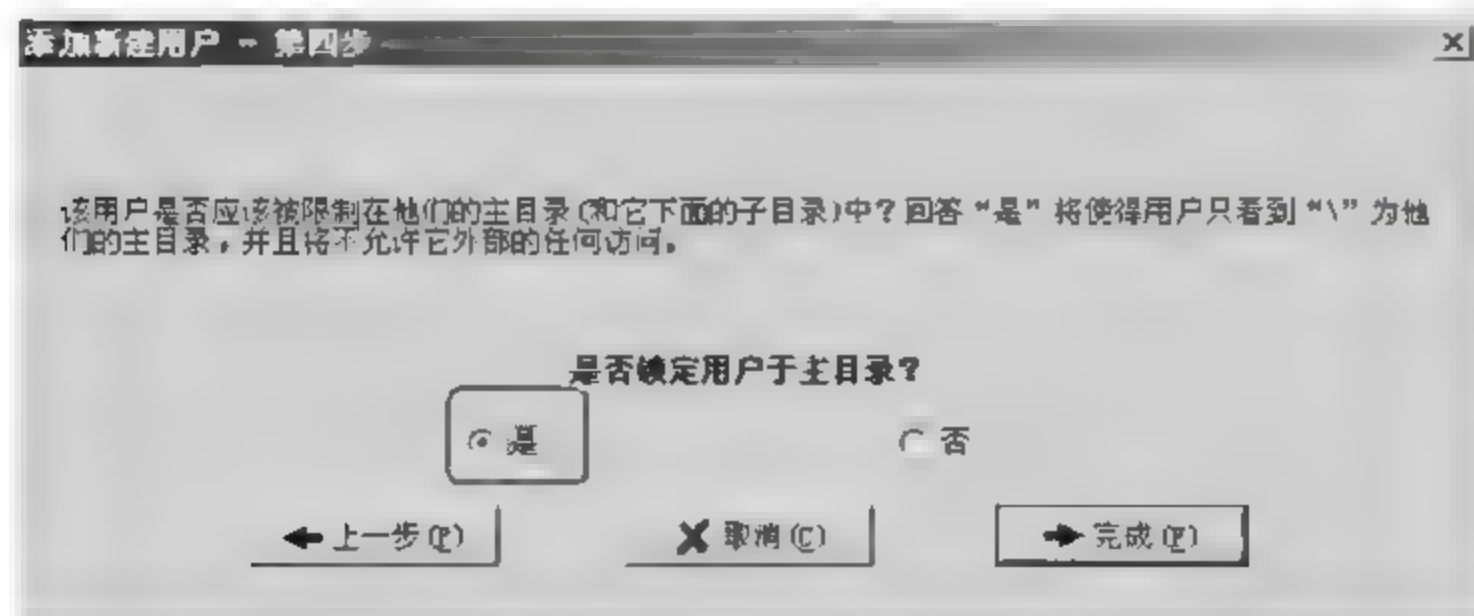 添加新建用户 - 第四步
该用户是否应该被限制在他们的主目录(和它下面的子目录)中？回答“是”将使得用户只看到“\”为他
们的主目录，并且将不允许它外部的任何访问。
是否锁定用户于主目录？
是 否
上一步(P) 取消(C) 完成(F)